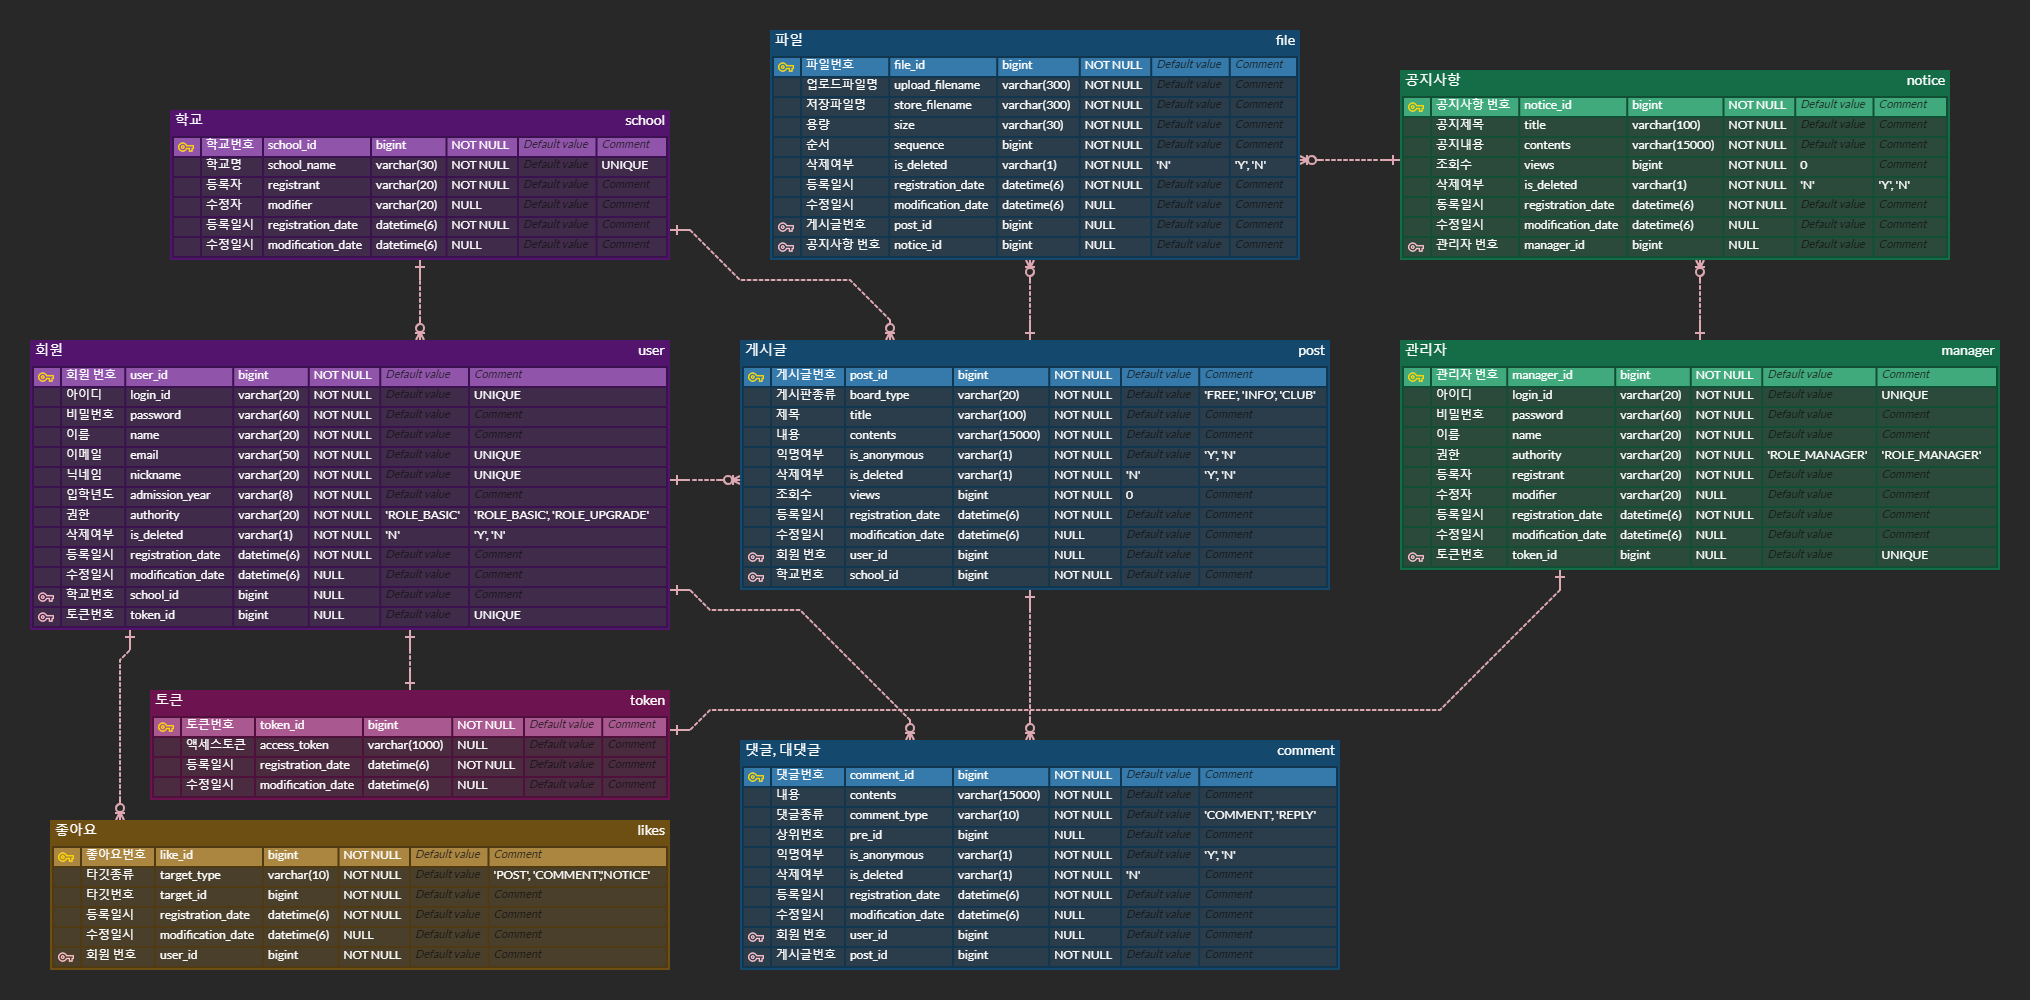 파일 file
파일번호 file_id bigint NOT NULL Default value Comment
업로드파일명 upload_filename varchar(300) NOT NULL Default value Comment
저장파일명 store_filename varchar(300) NOT NULL Default value Comment
용량 size varchar(30) NOT NULL Default value Comment
순서 sequence bigint NOT NULL Default value Comment
삭제여부 is_deleted varchar(1) NOT NULL 'N' 'Y', 'N'
등록일시 registration_date datetime(6) NOT NULL Default value Comment
수정일시 modification_date datetime(6) NULL Default value Comment
게시글번호 post_id bigint NULL Default value Comment
공지사항 번호 notice_id bigint NULL Default value Comment
공지사항 notice
공지사항 번호 notice_id bigint NOT NULL Default value Comment
공지제목 title varchar(100) NOT NULL Default value Comment
공지내용 contents varchar(15000) NOT NULL Default value Comment
조회수 views bigint NOT NULL 0 Comment
삭제여부 is_deleted varchar(1) NOT NULL 'N' 'Y', 'N'
등록일시 registration_date datetime(6) NOT NULL Default value Comment
수정일시 modification_date datetime(6) NULL Default value Comment
관리자 번호 manager_id bigint NULL Default value Comment
학교 school
학교번호 school_id bigint NOT NULL Default value Comment
학교명 school_name varchar(30) NOT NULL Default value UNIQUE
등록자 registrant varchar(20) NOT NULL Default value Comment
수정자 modifier varchar(20) NULL Default value Comment
등록일시 registration_date datetime(6) NOT NULL Default value Comment
수정일시 modification_date datetime(6) NULL Default value Comment
회원 user
회원 번호 user_id bigint NOT NULL Default value Comment
아이디 login_id varchar(20) NOT NULL Default value UNIQUE
비밀번호 password varchar(60) NOT NULL Default value Comment
이름 name varchar(20) NOT NULL Default value Comment
이메일 email varchar(50) NOT NULL Default value UNIQUE
닉네임 nickname varchar(20) NOT NULL Default value UNIQUE
입학년도 admission_year varchar(8) NOT NULL Default value Comment
권한 authority varchar(20) NOT NULL 'ROLE_BASIC' 'ROLE_BASIC', 'ROLE_UPGRADE'
삭제여부 is_deleted varchar(1) NOT NULL 'N' 'Y', 'N'
등록일시 registration_date datetime(6) NOT NULL Default value Comment
수정일시 modification_date datetime(6) NULL Default value Comment
학교번호 school_id bigint NULL Default value Comment
토큰번호 token_id bigint NULL Default value UNIQUE
게시글 post
게시글번호 post_id bigint NOT NULL Default value Comment
게시판종류 board_type varchar(20) NOT NULL Default value 'FREE', 'INFO', 'CLUB'
제목 title varchar(100) NOT NULL Default value Comment
내용 contents varchar(15000) NOT NULL Default value Comment
익명여부 is_anonymous varchar(1) NOT NULL Default value 'Y', 'N'
삭제여부 is_deleted varchar(1) NOT NULL 'N' 'Y', 'N'
조회수 views bigint NOT NULL 0 Comment
등록일시 registration_date datetime(6) NOT NULL Default value Comment
수정일시 modification_date datetime(6) NULL Default value Comment
회원 번호 user_id bigint NOT NULL Default value Comment
학교번호 school_id bigint NOT NULL Default value Comment
관리자 manager
관리자 번호 manager_id bigint NOT NULL Default value Comment
아이디 login_id varchar(20) NOT NULL Default value UNIQUE
비밀번호 password varchar(60) NOT NULL Default value Comment
이름 name varchar(20) NOT NULL Default value Comment
권한 authority varchar(20) NOT NULL 'ROLE_MANAGER' 'ROLE_MANAGER'
등록자 registrant varchar(20) NOT NULL Default value Comment
수정자 modifier varchar(20) NULL Default value Comment
등록일시 registration_date datetime(6) NOT NULL Default value Comment
수정일시 modification_date datetime(6) NULL Default value Comment
토큰번호 token_id bigint NULL Default value UNIQUE
토큰 token
토큰번호 token_id bigint NOT NULL Default value Comment
액세스토큰 access_token varchar(1000) NULL Default value Comment
등록일시 registration_date datetime(6) NOT NULL Default value Comment
수정일시 modification_date datetime(6) NULL Default value Comment
좋아요 likes
좋아요번호 like_id bigint NOT NULL Default value Comment
타깃종류 target_type varchar(10) NOT NULL Default value 'POST', 'COMMENT';'NOTICE'
타깃번호 target_id bigint NOT NULL Default value Comment
등록일시 registration_date datetime(6) NOT NULL Default value Comment
수정일시 modification_date datetime(6) NULL Default value Comment
회원 번호 user_id bigint NOT NULL Default value Comment
댓글, 대댓글 comment
댓글번호 comment_id bigint NOT NULL Default value Comment
내용 contents varchar(15000) NOT NULL Default value Comment
댓글종류 comment_type varchar(10) NOT NULL Default value 'COMMENT', 'REPLY'
상위번호 pre_id bigint NULL Default value Comment
익명여부 is_anonymous varchar(1) NOT NULL Default value 'Y', 'N'
삭제여부 is_deleted varchar(1) NOT NULL 'N' Comment
등록일시 registration_date datetime(6) NOT NULL Default value Comment
수정일시 modification_date datetime(6) NULL Default value Comment
회원 번호 user_id bigint NULL Default value Comment
게시글번호 post_id bigint NOT NULL Default value Comment